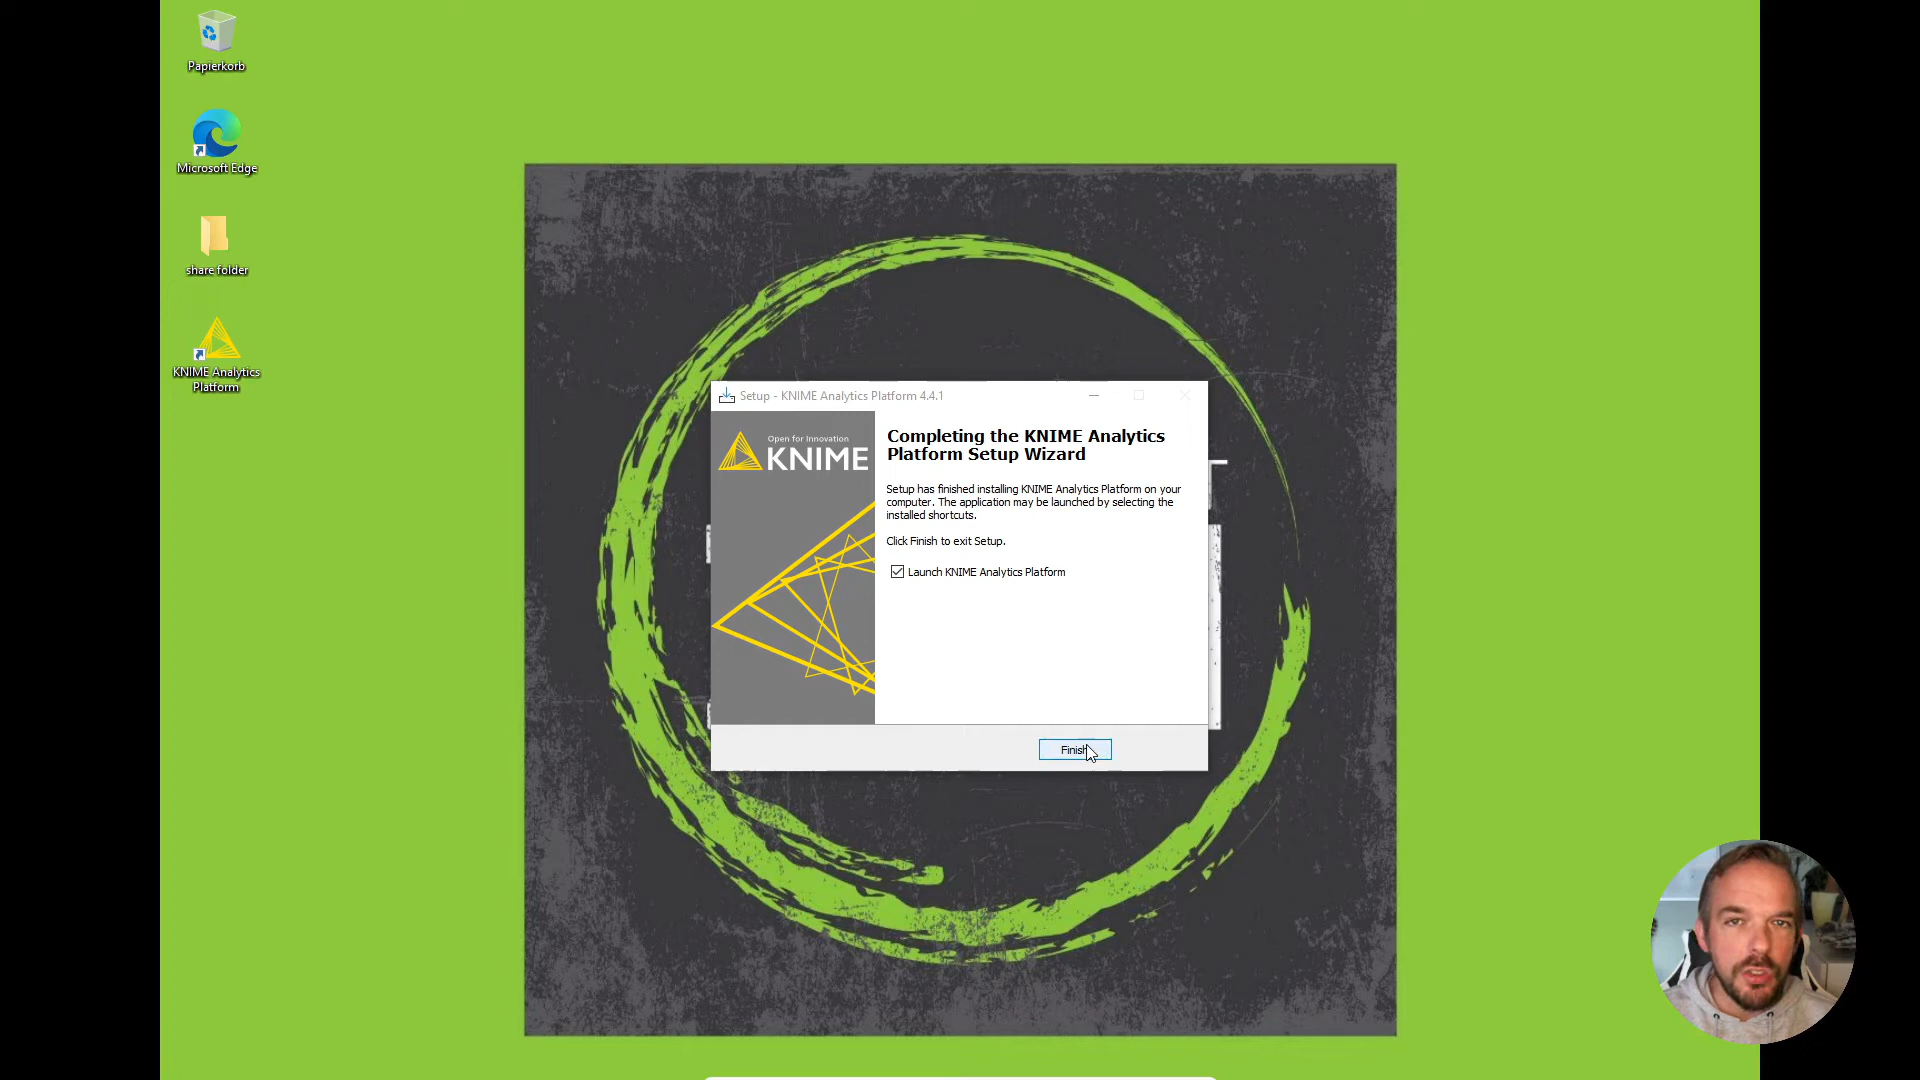 Papierkorb
Microsoft Edge
share folder
KNIME Analytics
Platform
Setup - KNIME Analytics Platform 4.4.1
Open for Innovation
KNIME
Completing the KNIME Analytics
Platform Setup Wizard
Setup has finished installing KNIME Analytics Platform on your
computer. The application may be launched by selecting the
installed shortcuts.
Click Finish to exit Setup.
Launch KNIME Analytics Platform
Finish